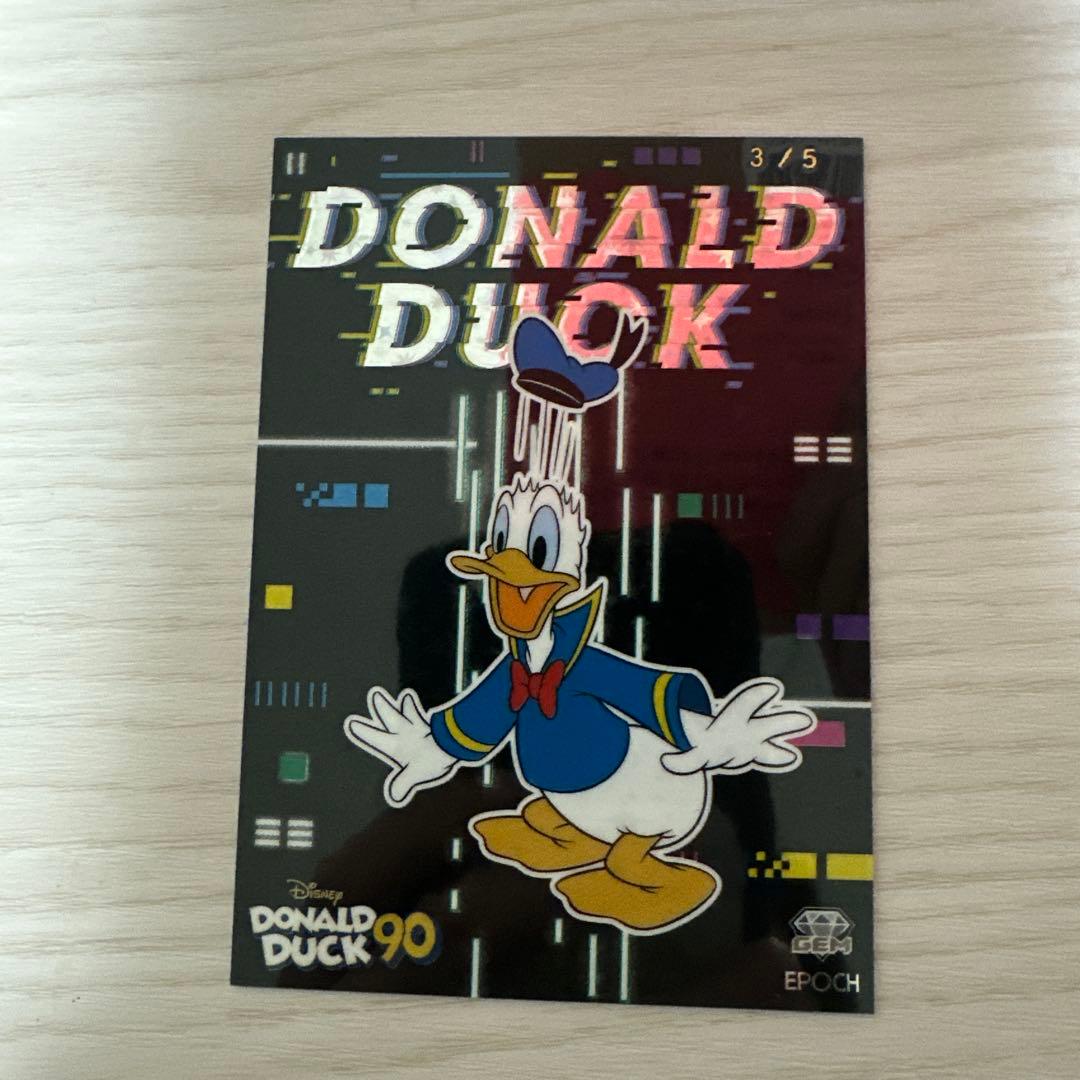 3 / 5
DONALD
DUCK
Disney
DONALD
DUCK 90
GEM
EPOCH